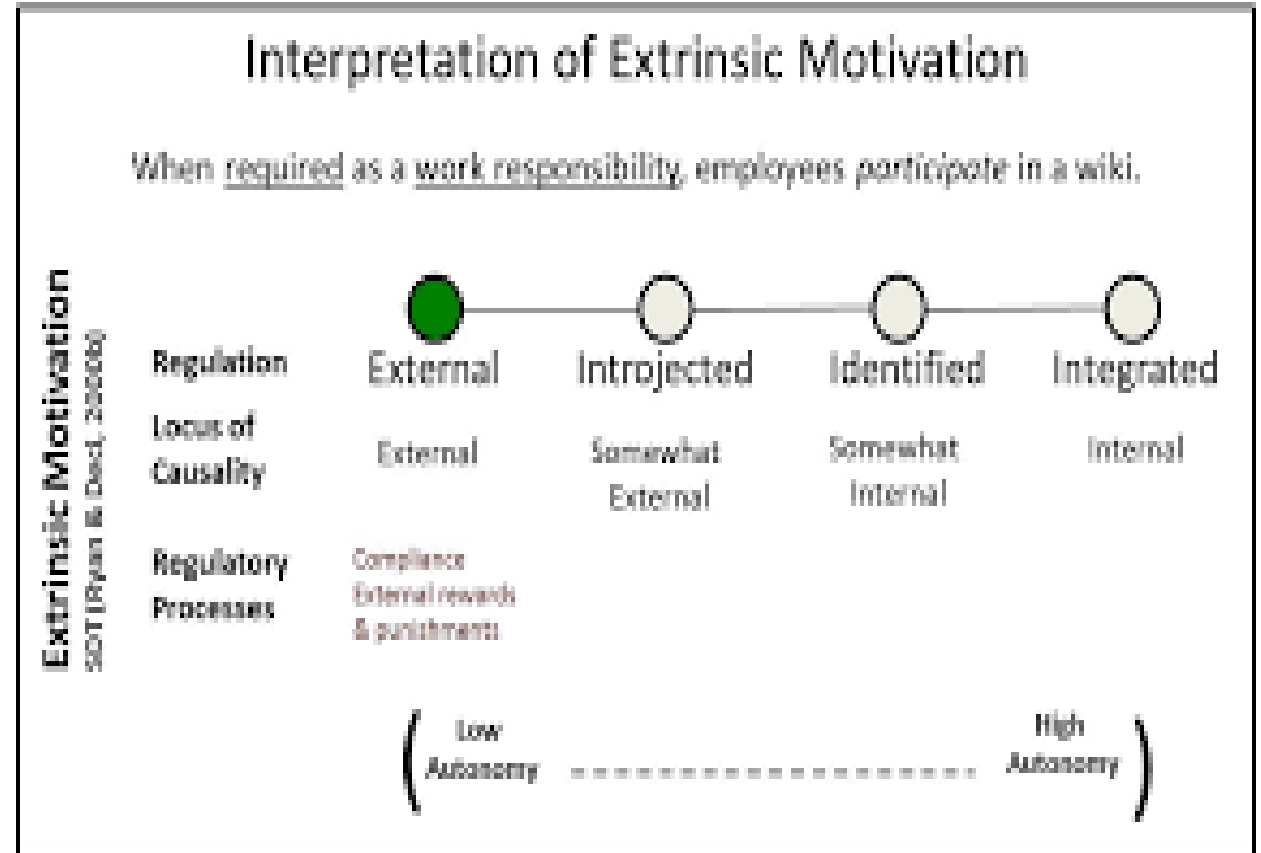 Interpretation of Extrinsic Motivation
When required as a work responsibility, employees participate in a wiki.
Extrinsic Motivation
SDT (Ryan & Deci, 2000b)
Regulation
External
Introjected
Identified
Integrated
Locus of
Causality
External
Somewhat
External
Somewhat
Internal
Internal
Regulatory
Processes
Compliance
External rewards
& punishments
Low
Autonomy
High
Autonomy